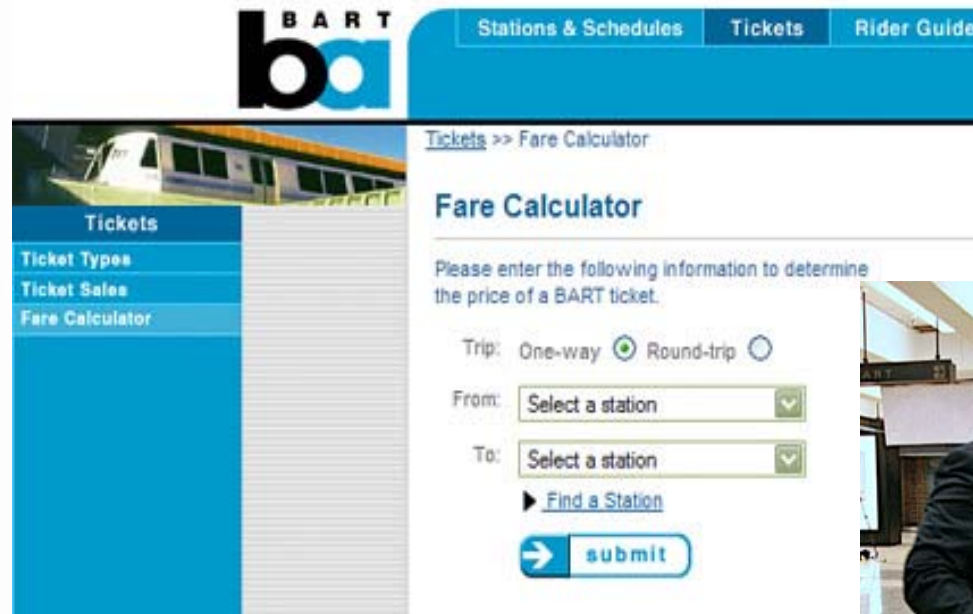 BART
ba
Stations & Schedules Tickets Rider Guide
Tickets >> Fare Calculator
Tickets
Ticket Types
Ticket Sales
Fare Calculator
Fare Calculator
Please enter the following information to determine
the price of a BART ticket.
Trip: One-way Round-trip
From: Select a station
To: Select a station
Find a Station
submit